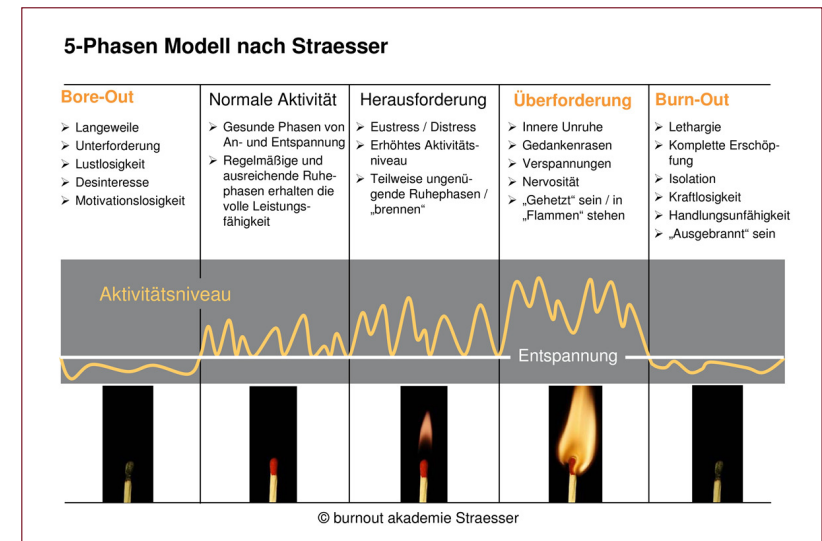 5-Phasen Modell nach Straesser
Bore-Out
➢ Langeweile
➢ Unterforderung
➢ Lustlosigkeit
➢ Desinteresse
➢ Motivationslosigkeit
Normale Aktivität
➢ Gesunde Phasen von
An- und Entspannung
➢ Regelmäßige und
ausreichende Ruhe-
phasen erhalten die
volle Leistungs-
fähigkeit
Herausforderung
➢ Eustress / Distress
➢ Erhöhtes Aktivitäts-
niveau
➢ Teilweise ungenü-
gende Ruhephasen /
„brennen“
Überforderung
➢ Innere Unruhe
➢ Gedankenrasen
➢ Verspannungen
➢ Nervosität
➢ „Gehetzt“ sein / in
„Flammen“ stehen
Burn-Out
➢ Lethargie
➢ Komplette Erschöp-
fung
➢ Isolation
➢ Kraftlosigkeit
➢ Handlungsunfähigkeit
➢ „Ausgebrannt“ sein
Aktivitätsniveau
Entspannung
© burnout akademie Straesser